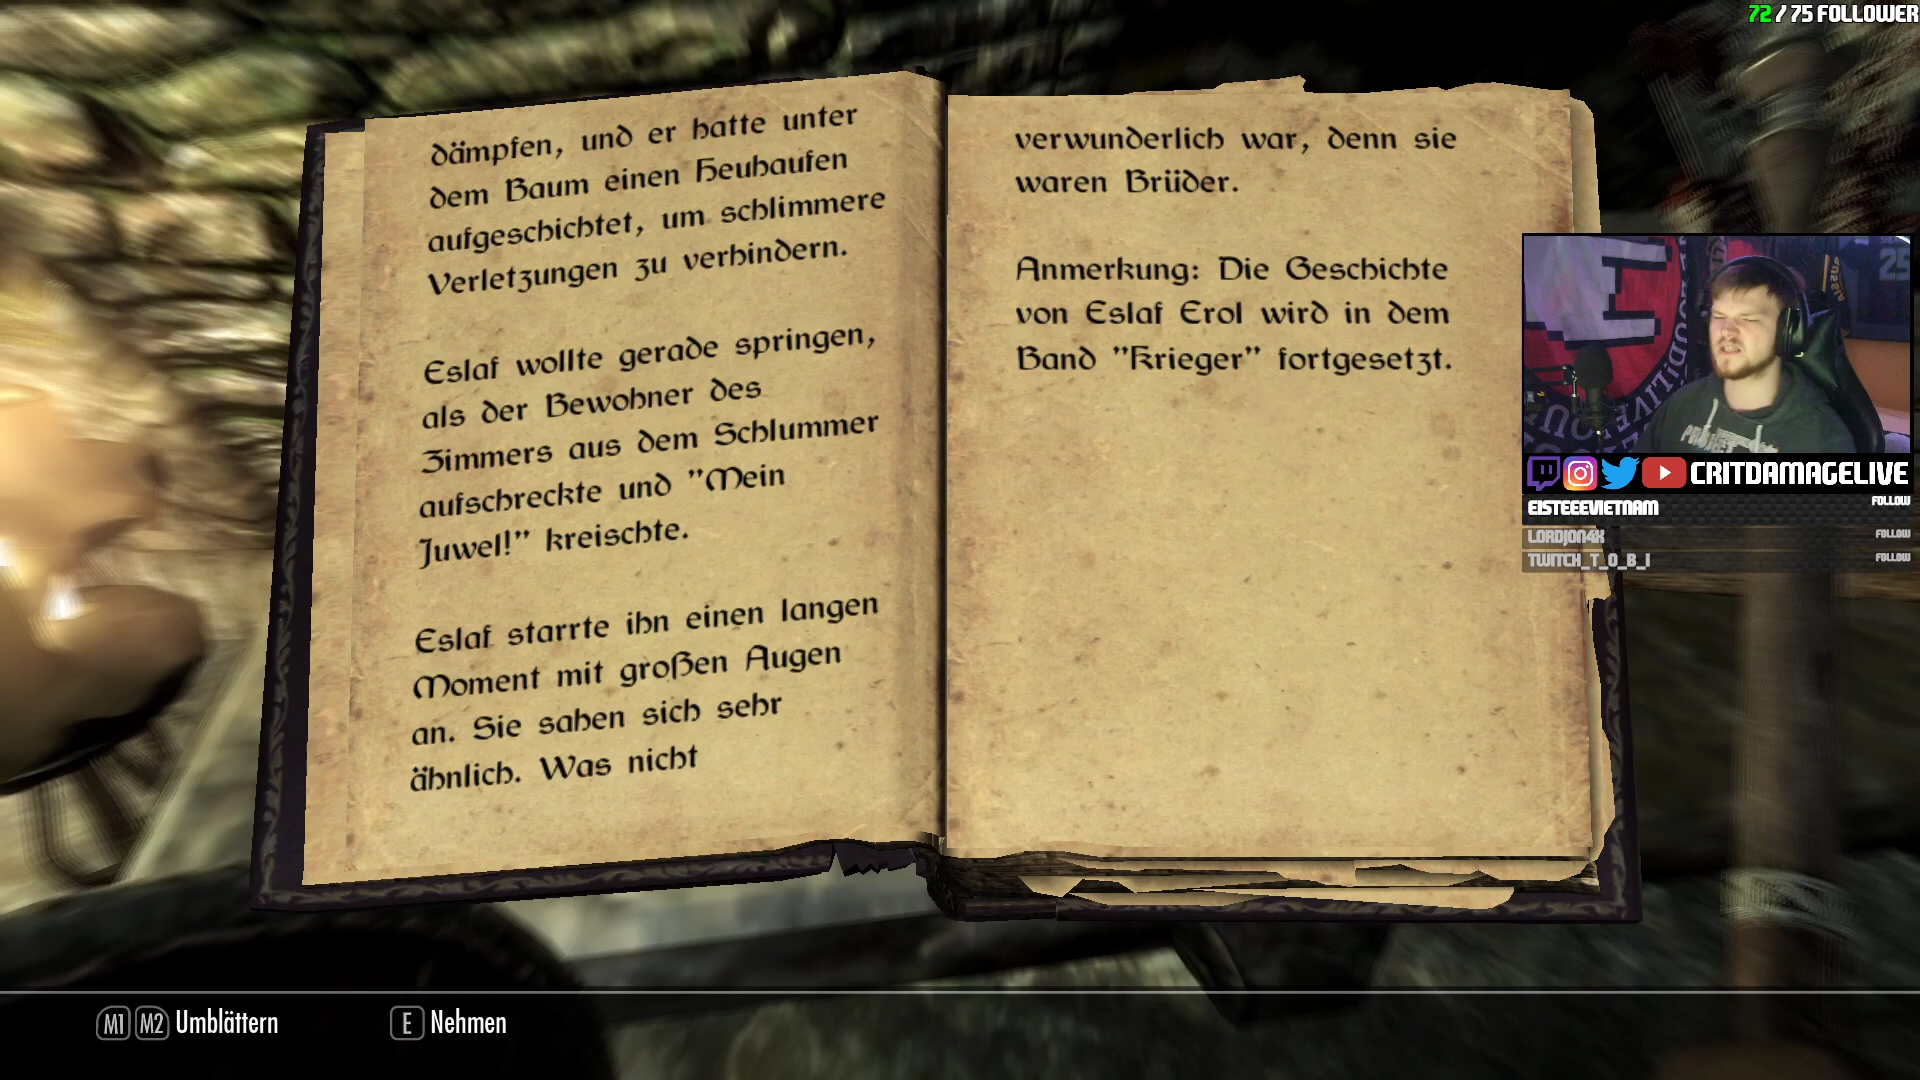 72 / 75 FOLLOWER
dämpfen, und er hatte unter
dem Baum einen Heuhaufen
aufgeschichtet, um schlimmere
Verletzungen zu verhindern.
Eslaf wollte gerade springen,
als der Bewohner des
Zimmers aus dem Schlummer
aufschreckte und "Mein
Juwel!" kreischte.
Eslaf starrte ihn einen langen
Moment mit großen Augen
an. Sie sahen sich sehr
ähnlich. Was nicht
verwunderlich war, denn sie
waren Brüder.
Anmerkung: Die Geschichte
von Eslaf Erol wird in dem
Band "Krieger" fortgesetzt.
25
CRITDAMAGELIVE
EISTEEEVIETNAM FOLLOW
LORDJON4X FOLLOW
TWITCH_T_O_B_I FOLLOW
M1 M2 Umblättern
E Nehmen